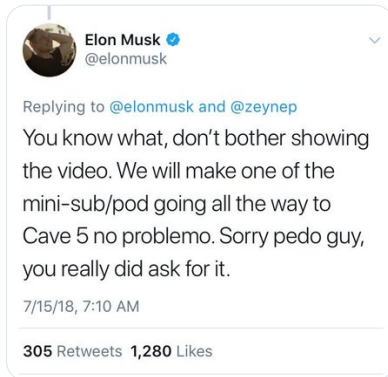 Elon Musk
@elonmusk
Replying to @elonmusk and @zeynep
You know what, don’t bother showing
the video. We will make one of the
mini-sub/pod going all the way to
Cave 5 no problemo. Sorry pedo guy,
you really did ask for it.
7/15/18, 7:10 AM
305 Retweets 1,280 Likes